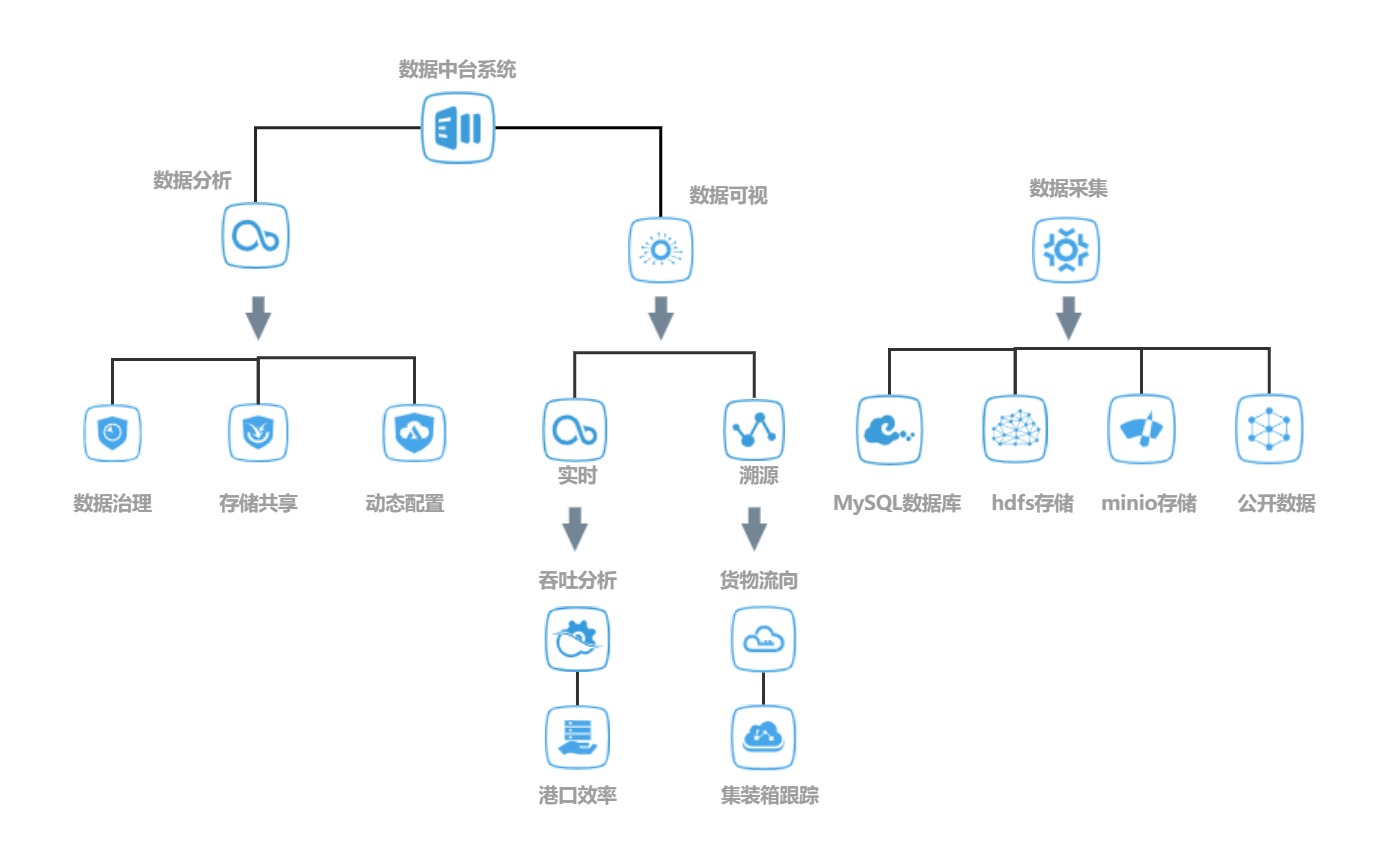 数据中台系统
数据分析
数据可视
数据采集
数据治理
存储共享
动态配置
实时
溯源
MySQL数据库
hdfs存储
minio存储
公开数据
吞吐分析
货物流向
港口效率
集装箱跟踪